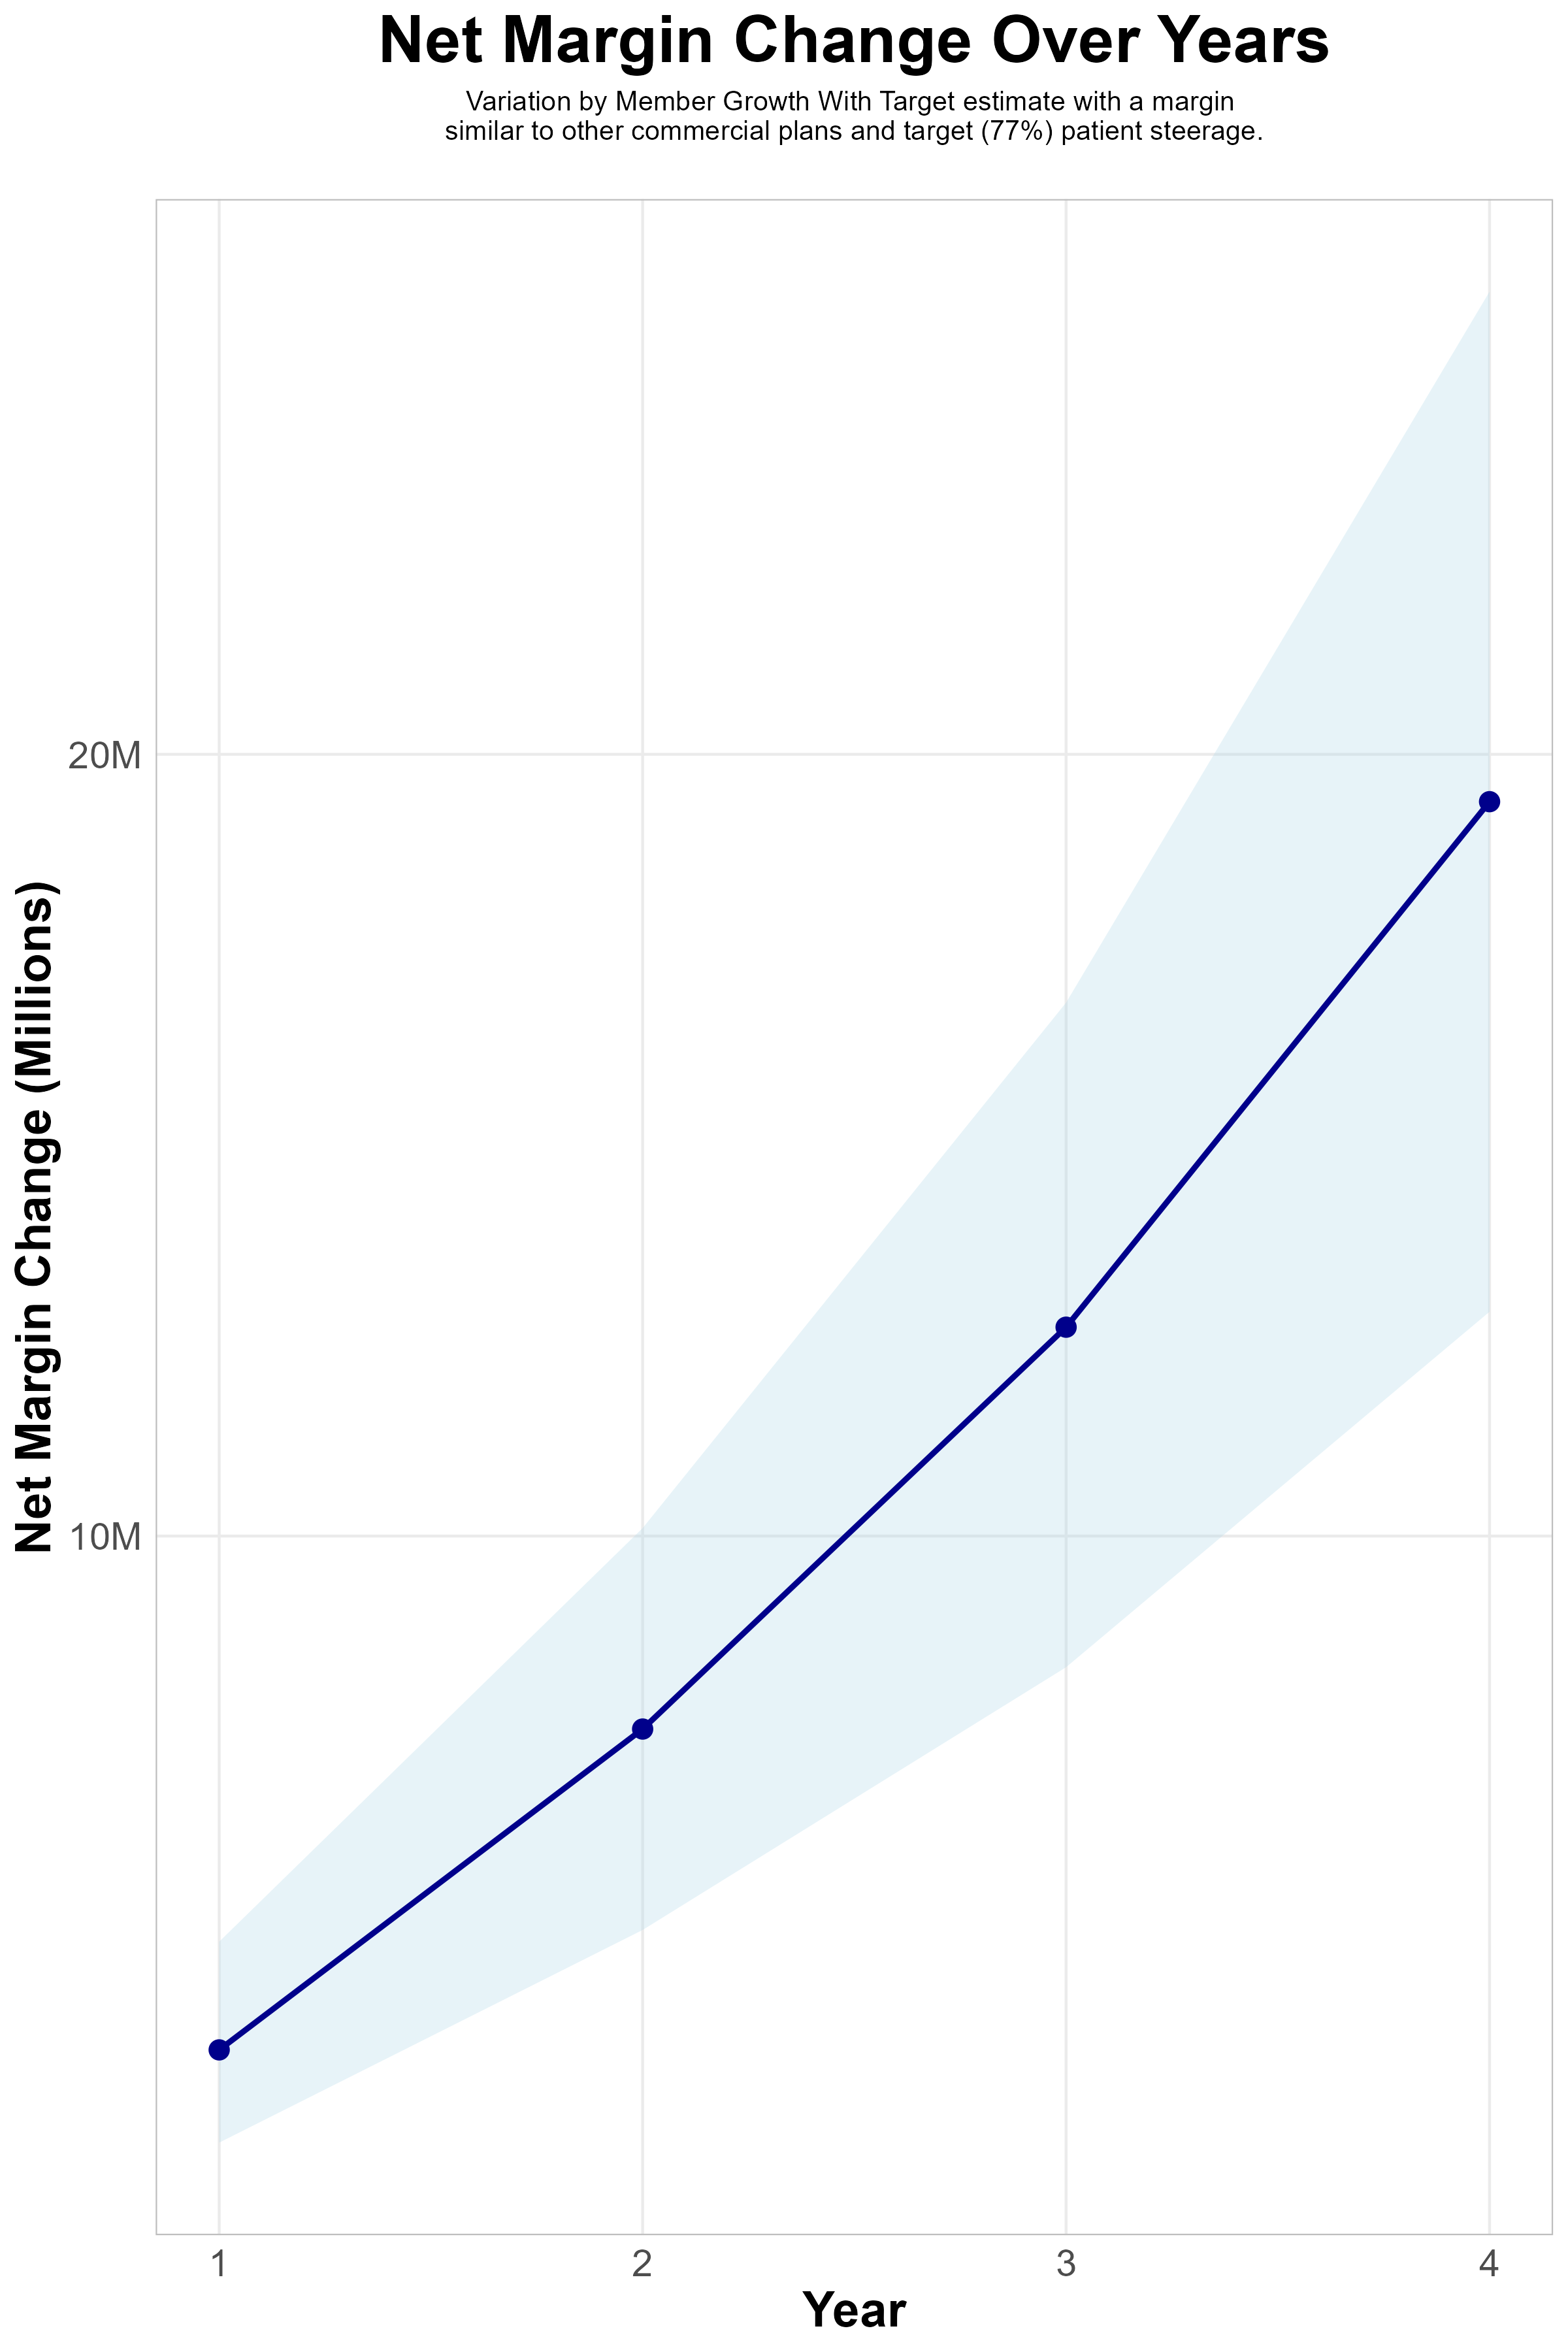 Net Margin Change Over Years
Variation by Member Growth With Target estimate with a margin
similar to other commercial plans and target (77%) patient steerage.
Net Margin Change (Millions)
20M
10M
1
2
3
4
Year